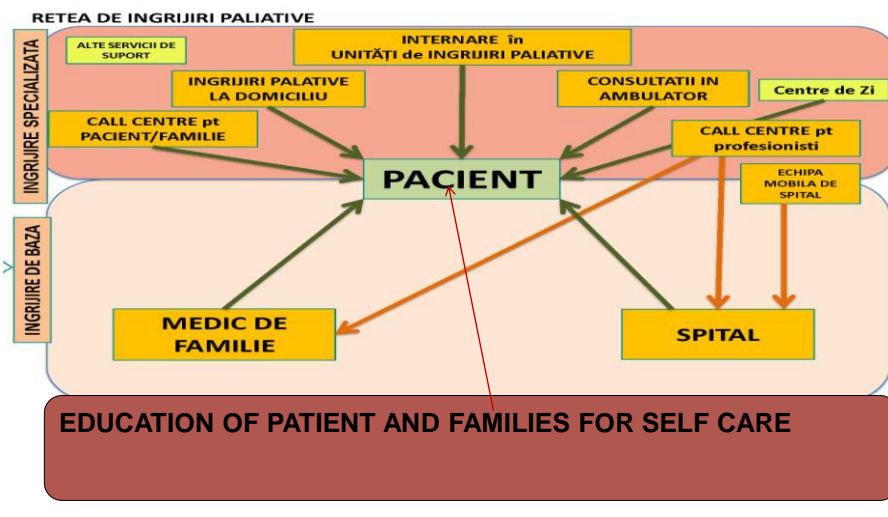 RETEA DE INGRIJIRI PALIATIVE
INGRIJIRE SPECIALIZATA
ALTE SERVICII DE
SUPORT
INTERNARE în
UNITĂȚI de INGRIJIRI PALIATIVE
INGRIJIRI PALATIVE
LA DOMICILIU
CONSULTATII IN
AMBULATOR
Centre de Zi
CALL CENTRE pt
PACIENT/FAMILIE
CALL CENTRE pt
profesionisti
PACIENT
ECHIPA
MOBILA DE
SPITAL
INGRIJIRE DE BAZA
MEDIC DE
FAMILIE
SPITAL
EDUCATION OF PATIENT AND FAMILIES FOR SELF CARE